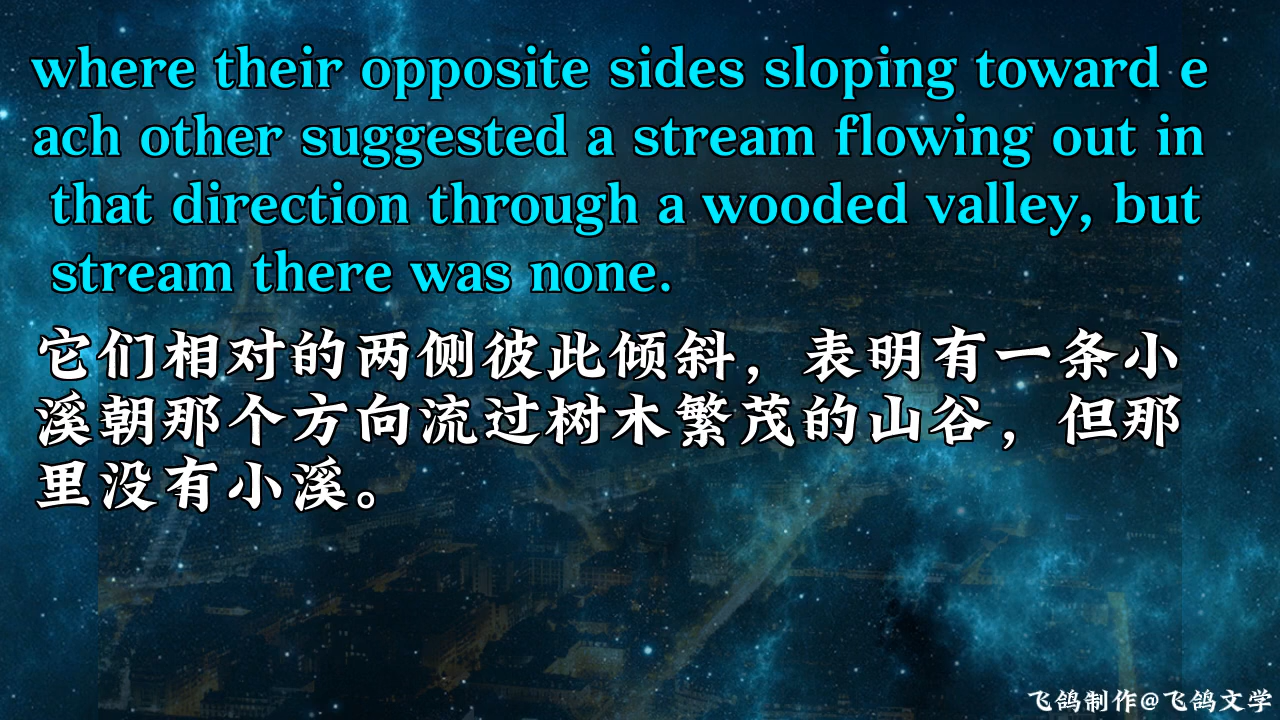 where their opposite sides sloping toward e
ach other suggested a stream flowing out in
that direction through a wooded valley, but
stream there was none.
它们相对的两侧彼此倾斜，表明有一条小
溪朝那个方向流过树木繁茂的山谷，但那
里没有小溪。
飞鸽制作@飞鸽文学